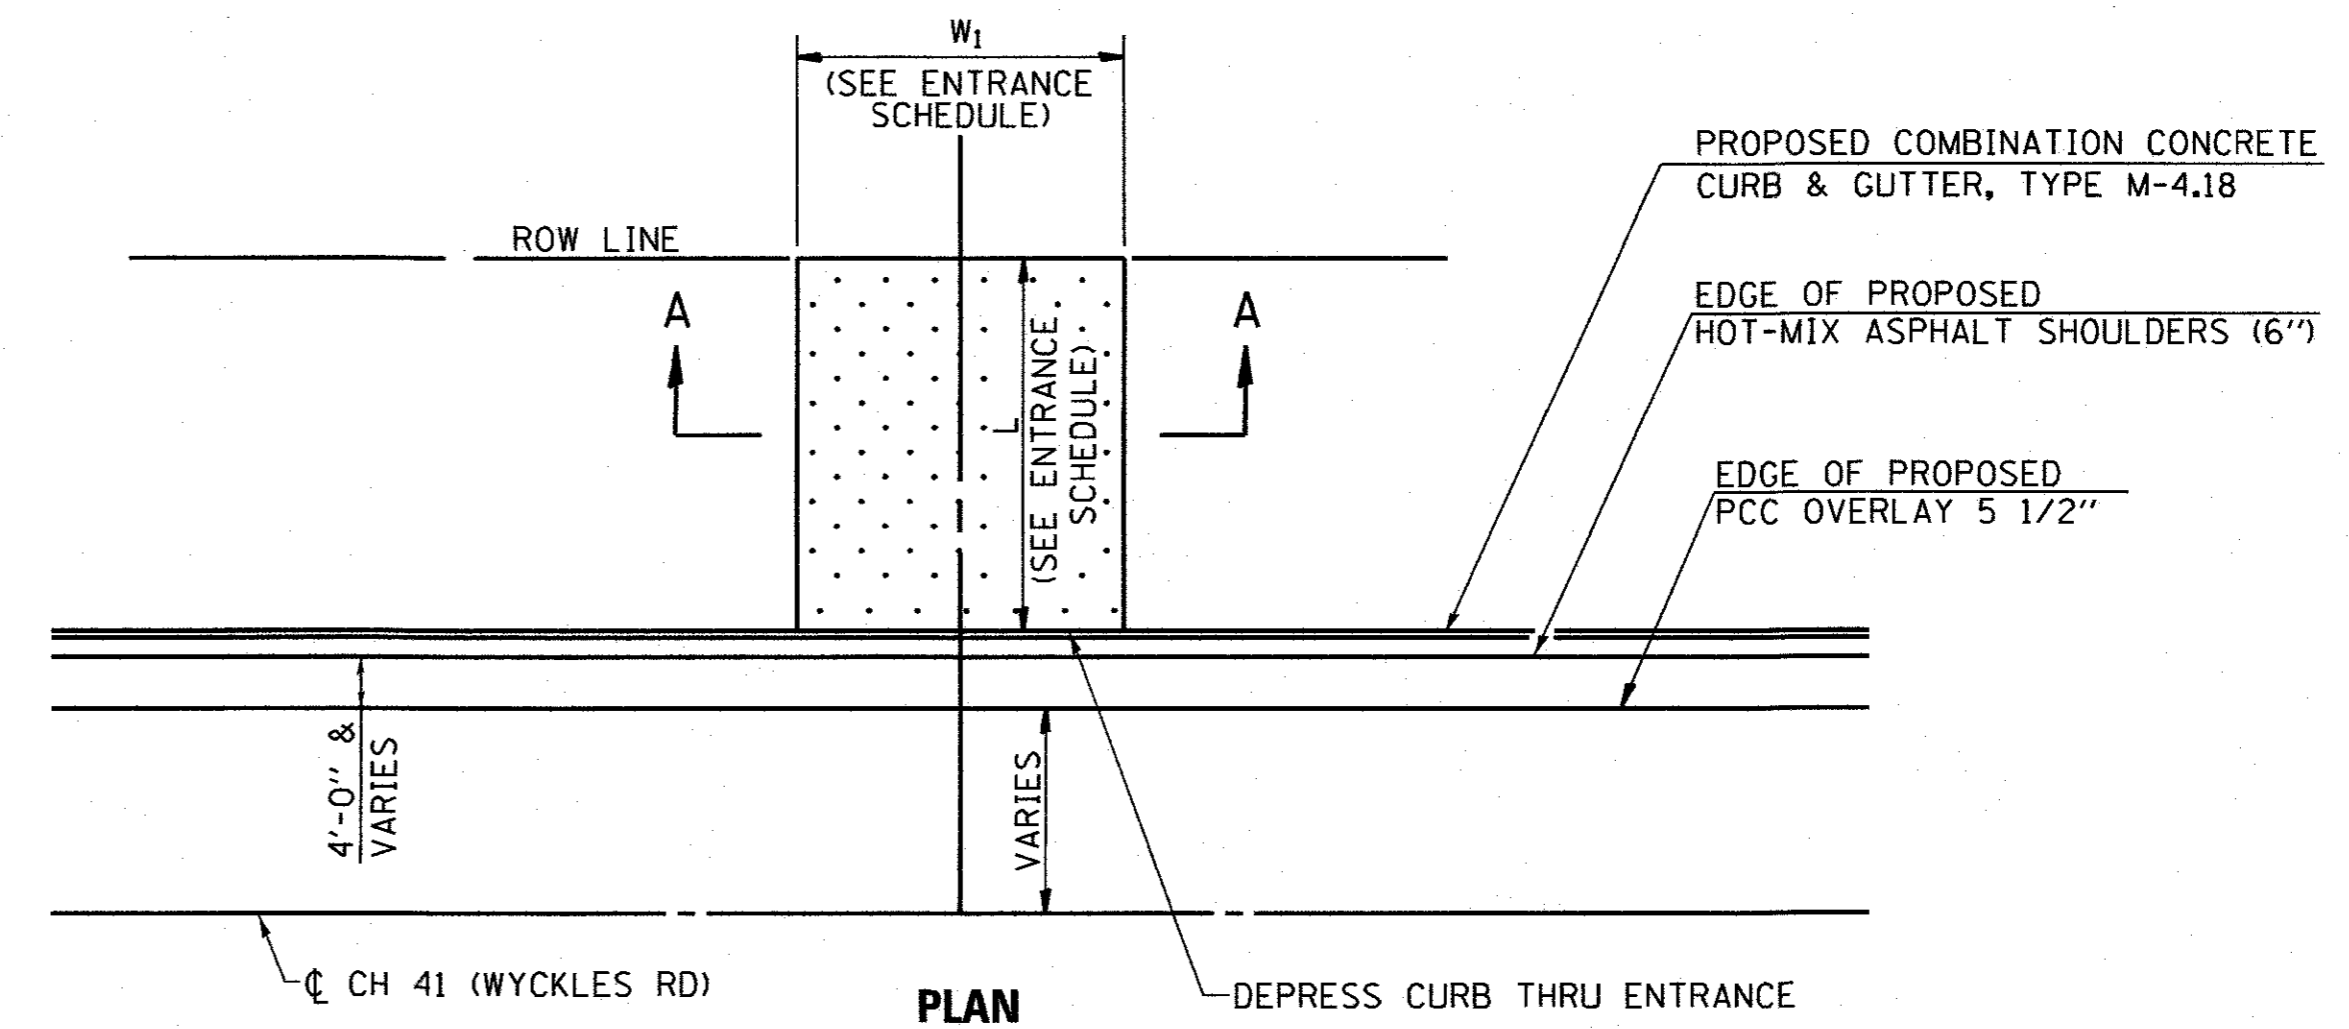 W1
(SEE ENTRANCE
SCHEDULE)
PROPOSED COMBINATION CONCRETE
CURB & GUTTER, TYPE M-4.18
ROW LINE
EDGE OF PROPOSED
HOT-MIX ASPHALT SHOULDERS (6")
A
A
L
(SEE ENTRANCE
SCHEDULE)
EDGE OF PROPOSED
PCC OVERLAY 5 1/2"
4'-0" &
VARIES
VARIES
℄ CH 41 (WYCKLES RD)
PLAN
DEPRESS CURB THRU ENTRANCE